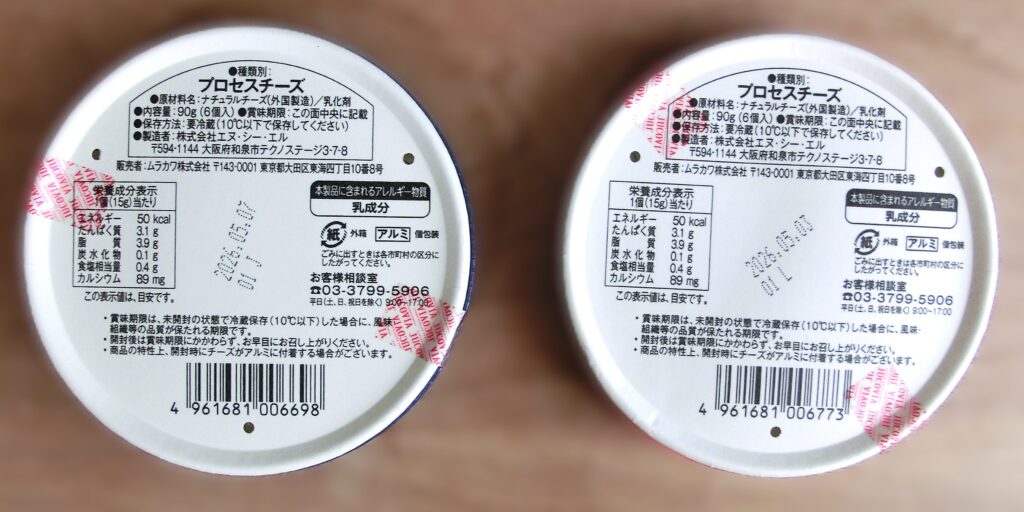 ●種類別:
プロセスチーズ
●原材料名:ナチュラルチーズ(外国製造)/乳化剤
●内容量:90g(6個入)●賞味期限:この面中央に記載
●保存方法:要冷蔵(10℃以下で保存してください)
●製造者:株式会社エヌ・シー・エル
〒594-1144 大阪府和泉市テクノステージ3-7-8
販売者:ムラカワ株式会社 〒143-0001 東京都大田区東海四丁目10番8号
栄養成分表示
1個(15g)当たり
エネルギー 50 kcal
たんぱく質 3.1 g
脂質 3.9 g
炭水化物 0.1 g
食塩相当量 0.4 g
カルシウム 89 mg
この表示値は、目安です。
2026.05.07
01 T
本製品に含まれるアレルギー物質
乳成分
紙 外箱 アルミ 個包装
ごみに出すときは各市町村の区分に
したがってください。
お客様相談室
☎03-3799-5906
平日(土、日、祝日を除く)9:00~17:00
・賞味期限は、未開封の状態で冷蔵保存(10℃以下)した場合に、風味・
組織等の品質が保たれる期限です。
・開封後は賞味期限にかかわらず、お早目にお召し上がりください。
・商品の特性上、開封時にチーズがアルミに付着する場合がございます。
4 961681 006698
JICOVIA
●種類別:
プロセスチーズ
●原材料名:ナチュラルチーズ(外国製造)/乳化剤
●内容量:90g(6個入)●賞味期限:この面中央に記載
●保存方法:要冷蔵(10℃以下で保存してください)
●製造者:株式会社エヌ・シー・エル
〒594-1144 大阪府和泉市テクノステージ3-7-8
販売者:ムラカワ株式会社 〒143-0001 東京都大田区東海四丁目10番8号
栄養成分表示
1個(15g)当たり
エネルギー 50 kcal
たんぱく質 3.1 g
脂質 3.9 g
炭水化物 0.1 g
食塩相当量 0.4 g
カルシウム 89 mg
この表示値は、目安です。
2026.05.03
01 L
本製品に含まれるアレルギー物質
乳成分
紙 外箱 アルミ 個包装
ごみに出すときは各市町村の区分に
したがってください。
お客様相談室
☎03-3799-5906
平日(土、日、祝日を除く)9:00~17:00
・賞味期限は、未開封の状態で冷蔵保存(10℃以下)した場合に、風味・
組織等の品質が保たれる期限です。
・開封後は賞味期限にかかわらず、お早目にお召し上がりください。
・商品の特性上、開封時にチーズがアルミに付着する場合がございます。
4 961681 006773
JICOVIA